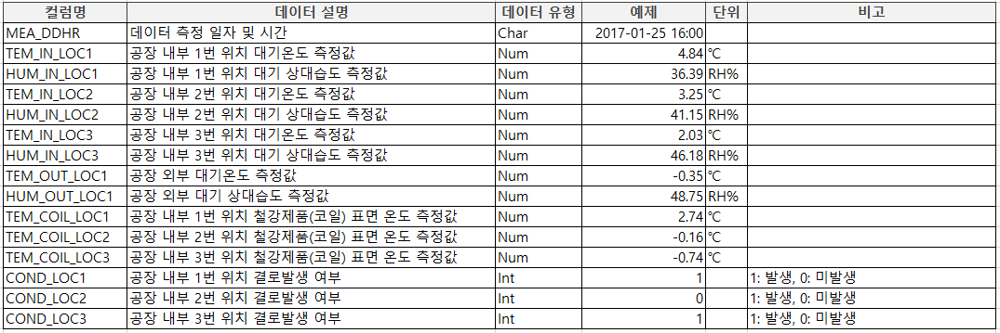 컬럼명 데이터 설명 데이터 유형 예제 단위 비고
MEA_DDHR 데이터 측정 일자 및 시간 Char 2017-01-25 16:00
TEM_IN_LOC1 공장 내부 1번 위치 대기온도 측정값 Num 4.84 ℃
HUM_IN_LOC1 공장 내부 1번 위치 대기 상대습도 측정값 Num 36.39 RH%
TEM_IN_LOC2 공장 내부 2번 위치 대기온도 측정값 Num 3.25 ℃
HUM_IN_LOC2 공장 내부 2번 위치 대기 상대습도 측정값 Num 41.15 RH%
TEM_IN_LOC3 공장 내부 3번 위치 대기온도 측정값 Num 2.03 ℃
HUM_IN_LOC3 공장 내부 3번 위치 대기 상대습도 측정값 Num 46.18 RH%
TEM_OUT_LOC1 공장 외부 대기온도 측정값 Num -0.35 ℃
HUM_OUT_LOC1 공장 외부 대기 상대습도 측정값 Num 48.75 RH%
TEM_COIL_LOC1 공장 내부 1번 위치 철강제품(코일) 표면 온도 측정값 Num 2.74 ℃
TEM_COIL_LOC2 공장 내부 2번 위치 철강제품(코일) 표면 온도 측정값 Num -0.16 ℃
TEM_COIL_LOC3 공장 내부 3번 위치 철강제품(코일) 표면 온도 측정값 Num -0.74 ℃
COND_LOC1 공장 내부 1번 위치 결로발생 여부 Int 1 1: 발생, 0: 미발생
COND_LOC2 공장 내부 2번 위치 결로발생 여부 Int 0 1: 발생, 0: 미발생
COND_LOC3 공장 내부 3번 위치 결로발생 여부 Int 1 1: 발생, 0: 미발생